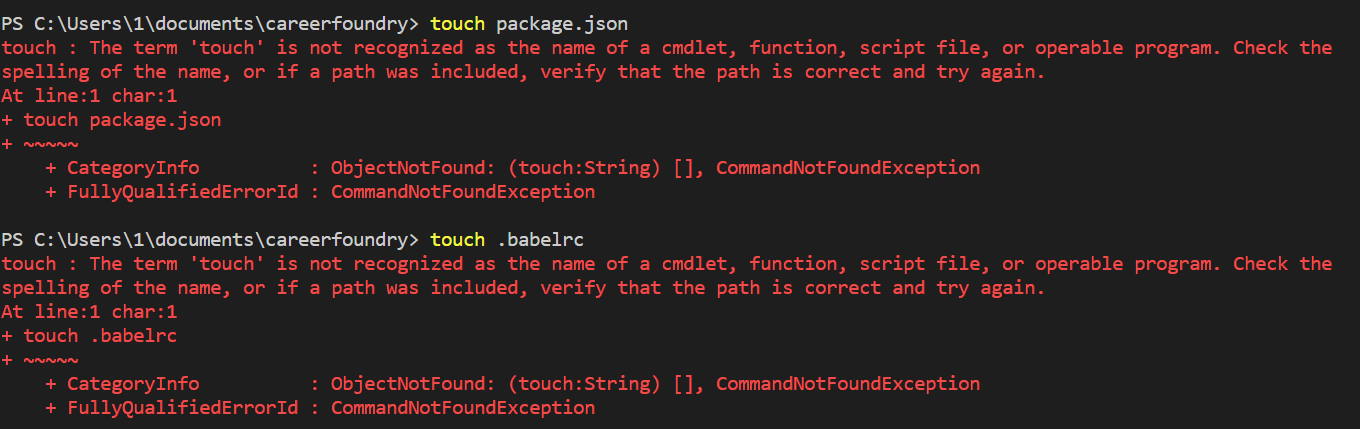 PS C:\Users\1\documents\careerfoundry> touch package.json
touch : The term 'touch' is not recognized as the name of a cmdlet, function, script file, or operable program. Check the
spelling of the name, or if a path was included, verify that the path is correct and try again.
At line:1 char:1
+ touch package.json
+ ~~~~~
    + CategoryInfo          : ObjectNotFound: (touch:String) [], CommandNotFoundException
    + FullyQualifiedErrorId : CommandNotFoundException

PS C:\Users\1\documents\careerfoundry> touch .babelrc
touch : The term 'touch' is not recognized as the name of a cmdlet, function, script file, or operable program. Check the
spelling of the name, or if a path was included, verify that the path is correct and try again.
At line:1 char:1
+ touch .babelrc
+ ~~~~~
    + CategoryInfo          : ObjectNotFound: (touch:String) [], CommandNotFoundException
    + FullyQualifiedErrorId : CommandNotFoundException